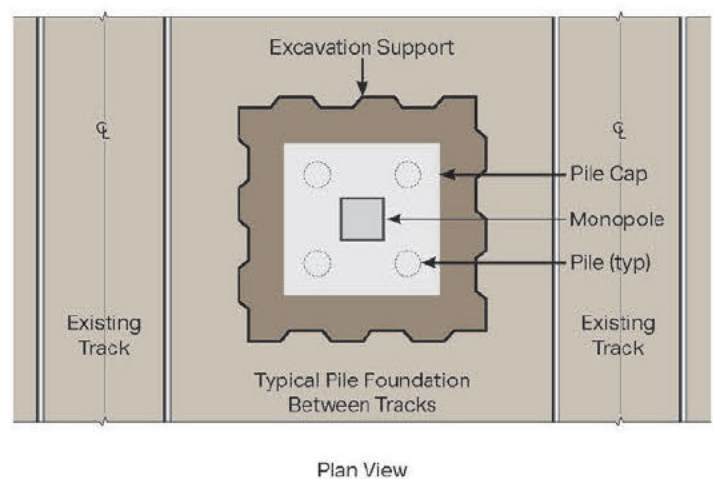 Excavation Support
℄
℄
Pile Cap
Monopole
Pile (typ)
Existing
Track
Existing
Track
Typical Pile Foundation
Between Tracks
Plan View